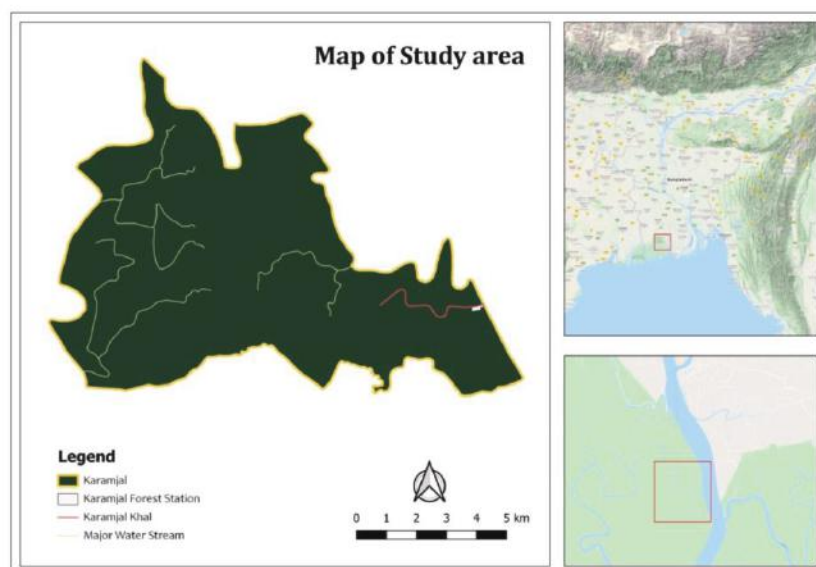 Map of Study area
Bangladesh
Legend
Karamjal
Karamjal Forest Station
Karamjal Khal
Major Water Stream
0 1 2 3 4 5 km